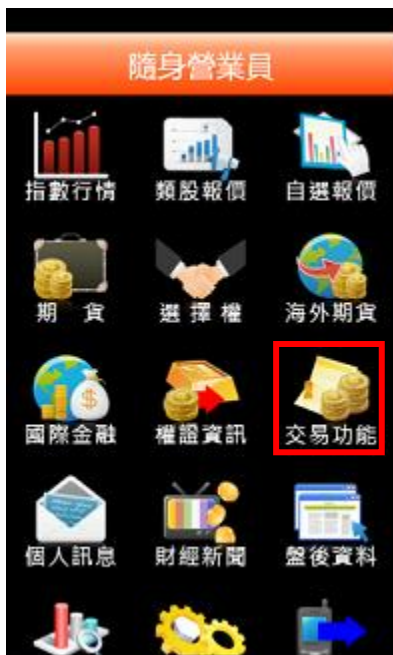 隨身營業員
指數行情 類股報價 自選報價
期 貨 選 擇 權 海外期貨
國際金融 權證資訊 交易功能
個人訊息 財經新聞 盤後資料